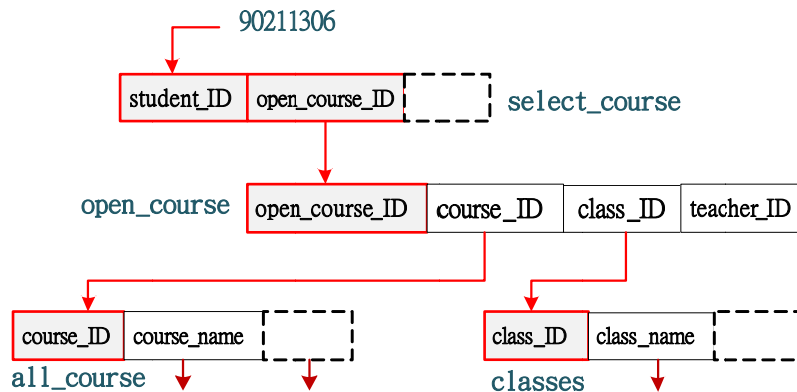 90211306
student_ID open_course_ID
select_course
open_course
open_course_ID course_ID class_ID teacher_ID
course_ID course_name
class_ID class_name
all_course
classes